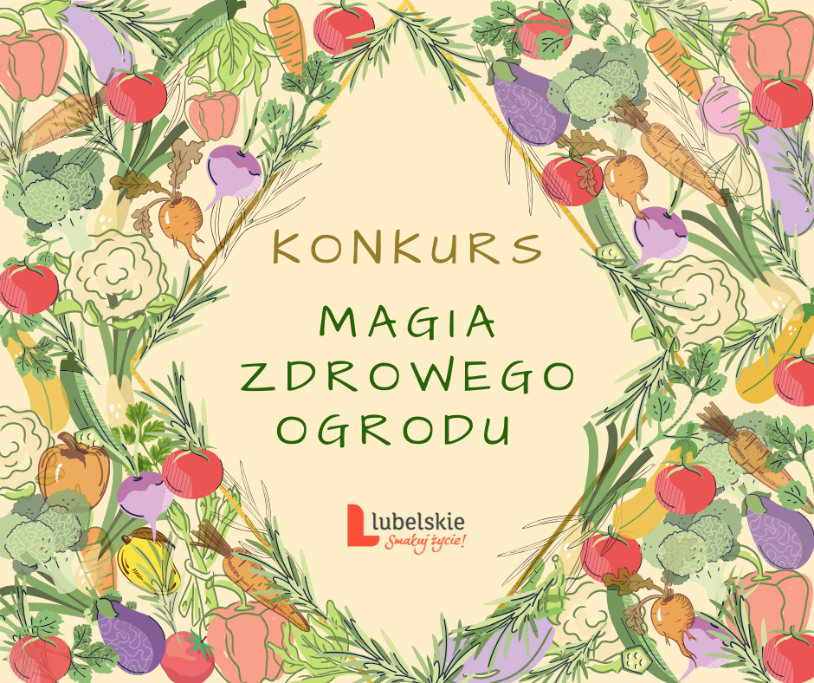 KONKURS
MAGIA
ZDROWEGO
OGRODU
lubelskie
Smakuj życie!